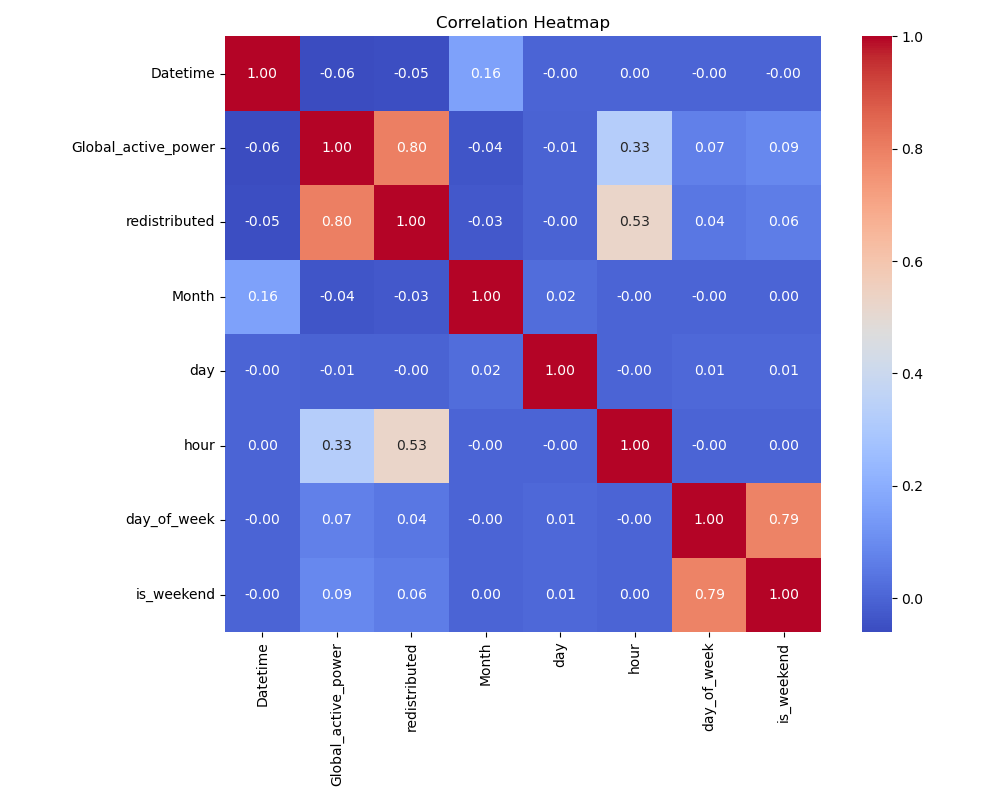 Correlation Heatmap
Datetime 1.00 -0.06 -0.05 0.16 -0.00 0.00 -0.00 -0.00
Global_active_power -0.06 1.00 0.80 -0.04 -0.01 0.33 0.07 0.09
redistributed -0.05 0.80 1.00 -0.03 -0.00 0.53 0.04 0.06
Month 0.16 -0.04 -0.03 1.00 0.02 -0.00 -0.00 0.00
day -0.00 -0.01 -0.00 0.02 1.00 -0.00 0.01 0.01
hour 0.00 0.33 0.53 -0.00 -0.00 1.00 -0.00 0.00
day_of_week -0.00 0.07 0.04 -0.00 0.01 -0.00 1.00 0.79
is_weekend -0.00 0.09 0.06 0.00 0.01 0.00 0.79 1.00
Datetime
Global_active_power
redistributed
Month
day
hour
day_of_week
is_weekend
1.0
0.8
0.6
0.4
0.2
0.0